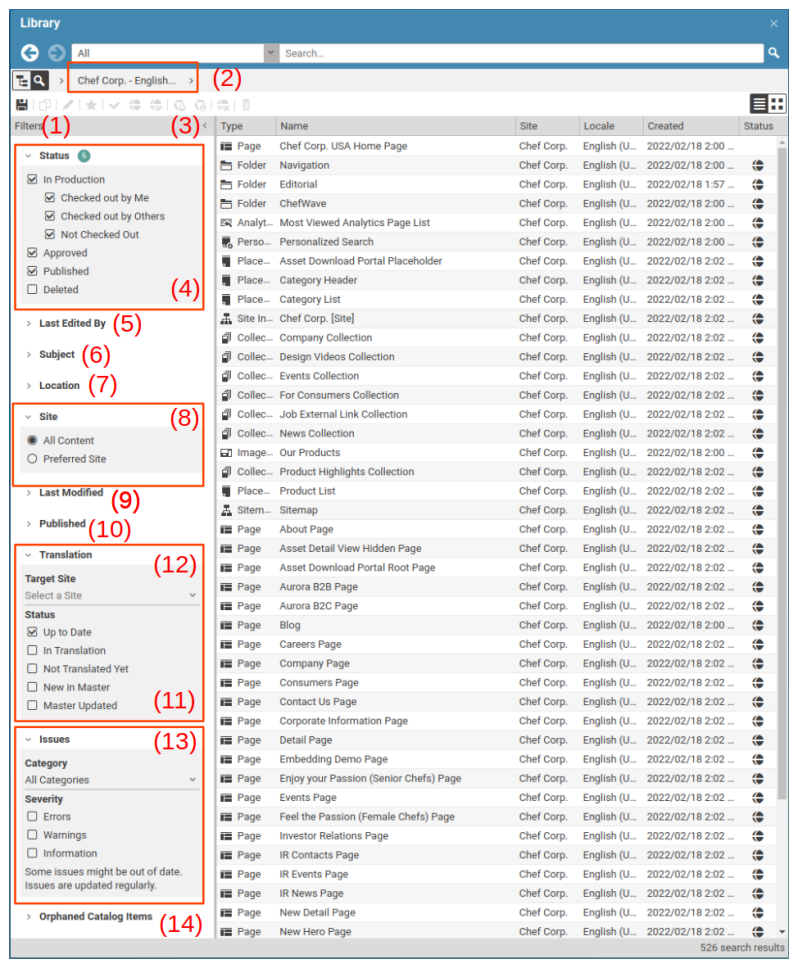 Library
All Search...
Chef Corp. - English... (2)
Filters (1) (3) Type Name Site Locale Created Status
Status 6
In Production
Checked out by Me
Checked out by Others
Not Checked Out
Approved
Published
Deleted (4)
Last Edited By (5)
Subject (6)
Location (7)
Site (8)
All Content
Preferred Site
Last Modified (9)
Published (10)
Translation (12)
Target Site
Select a Site
Status
Up to Date
In Translation
Not Translated Yet
New in Master
Master Updated (11)
Issues (13)
Category
All Categories
Severity
Errors
Warnings
Information
Some issues might be out of date.
Issues are updated regularly.
Orphaned Catalog Items (14)
Page Chef Corp. USA Home Page Chef Corp. English (U... 2022/02/18 2:00 ...
Folder Navigation Chef Corp. English (U... 2022/02/18 2:00 ...
Folder Editorial Chef Corp. English (U... 2022/02/18 1:57 ...
Folder ChefWave Chef Corp. English (U... 2022/02/18 2:00 ...
Analyt... Most Viewed Analytics Page List Chef Corp. English (U... 2022/02/18 2:00 ...
Perso... Personalized Search Chef Corp. English (U... 2022/02/18 2:00 ...
Place... Asset Download Portal Placeholder Chef Corp. English (U... 2022/02/18 2:02 ...
Place... Category Header Chef Corp. English (U... 2022/02/18 2:02 ...
Place... Category List Chef Corp. English (U... 2022/02/18 2:02 ...
Site In... Chef Corp. [Site] Chef Corp. English (U... 2022/02/18 2:02 ...
Collec... Company Collection Chef Corp. English (U... 2022/02/18 2:02 ...
Collec... Design Videos Collection Chef Corp. English (U... 2022/02/18 2:02 ...
Collec... Events Collection Chef Corp. English (U... 2022/02/18 2:02 ...
Collec... For Consumers Collection Chef Corp. English (U... 2022/02/18 2:02 ...
Collec... Job External Link Collection Chef Corp. English (U... 2022/02/18 2:02 ...
Collec... News Collection Chef Corp. English (U... 2022/02/18 2:02 ...
Image... Our Products Chef Corp. English (U... 2022/02/18 2:00 ...
Collec... Product Highlights Collection Chef Corp. English (U... 2022/02/18 2:02 ...
Place... Product List Chef Corp. English (U... 2022/02/18 2:02 ...
Sitem... Sitemap Chef Corp. English (U... 2022/02/18 2:02 ...
Page About Page Chef Corp. English (U... 2022/02/18 2:02 ...
Page Asset Detail View Hidden Page Chef Corp. English (U... 2022/02/18 2:02 ...
Page Asset Download Portal Root Page Chef Corp. English (U... 2022/02/18 2:02 ...
Page Aurora B2B Page Chef Corp. English (U... 2022/02/18 2:02 ...
Page Aurora B2C Page Chef Corp. English (U... 2022/02/18 2:02 ...
Page Blog Chef Corp. English (U... 2022/02/18 2:00 ...
Page Careers Page Chef Corp. English (U... 2022/02/18 2:02 ...
Page Company Page Chef Corp. English (U... 2022/02/18 2:02 ...
Page Consumers Page Chef Corp. English (U... 2022/02/18 2:02 ...
Page Contact Us Page Chef Corp. English (U... 2022/02/18 2:02 ...
Page Corporate Information Page Chef Corp. English (U... 2022/02/18 2:02 ...
Page Detail Page Chef Corp. English (U... 2022/02/18 2:02 ...
Page Embedding Demo Page Chef Corp. English (U... 2022/02/18 2:02 ...
Page Enjoy your Passion (Senior Chefs) Page Chef Corp. English (U... 2022/02/18 2:02 ...
Page Events Page Chef Corp. English (U... 2022/02/18 2:02 ...
Page Feel the Passion (Female Chefs) Page Chef Corp. English (U... 2022/02/18 2:02 ...
Page Investor Relations Page Chef Corp. English (U... 2022/02/18 2:02 ...
Page IR Contacts Page Chef Corp. English (U... 2022/02/18 2:02 ...
Page IR Events Page Chef Corp. English (U... 2022/02/18 2:02 ...
Page IR News Page Chef Corp. English (U... 2022/02/18 2:02 ...
Page New Detail Page Chef Corp. English (U... 2022/02/18 2:02 ...
Page New Hero Page Chef Corp. English (U... 2022/02/18 2:02 ...
526 search results